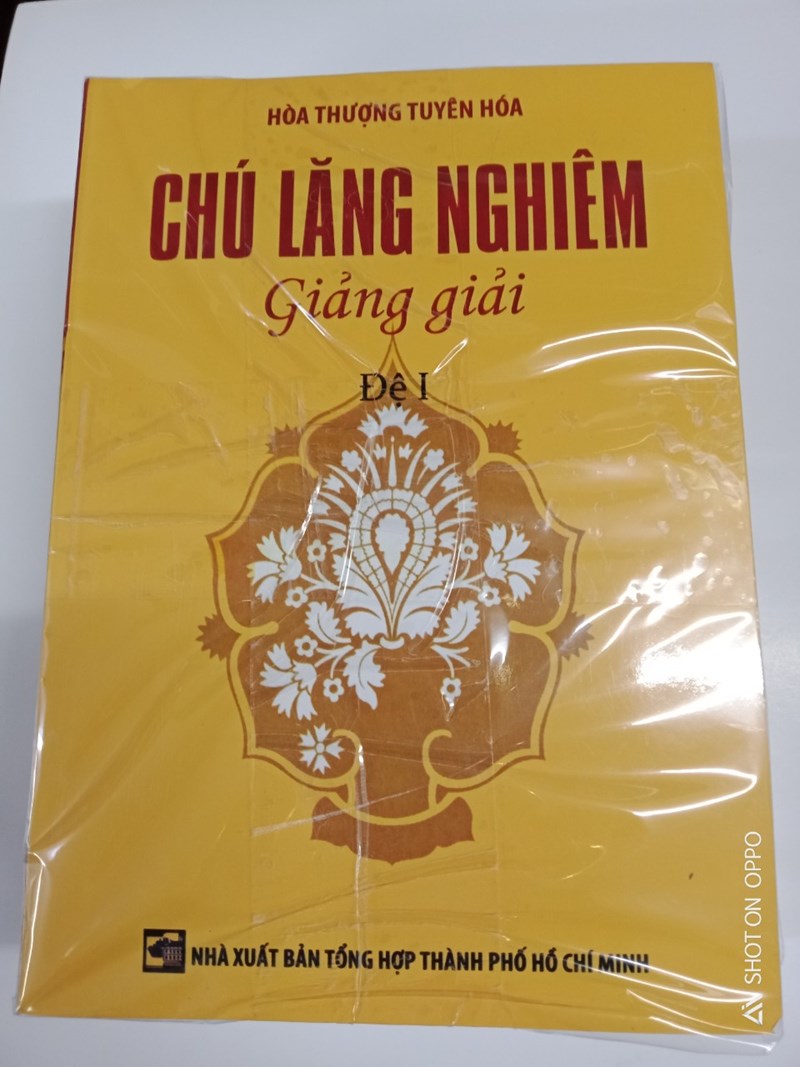 HÒA THƯỢNG TUYÊN HÓA
CHÚ LĂNG NGHIÊM
Giảng giải
Đệ I
NHÀ XUẤT BẢN TỔNG HỢP THÀNH PHỐ HỒ CHÍ MINH
SHOT ON OPPO